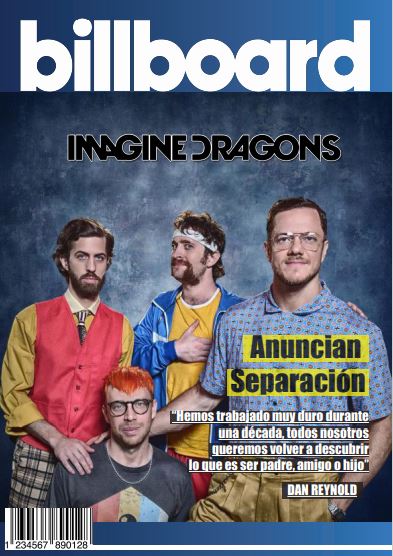 billboard
IMAGINE DRAGONS
Anuncian
Separación
“Hemos trabajado muy duro durante
una década, todos nosotros
queremos volver a descubrir
lo que es ser padre, amigo o hijo”
DAN REYNOLD
1 234567 890128